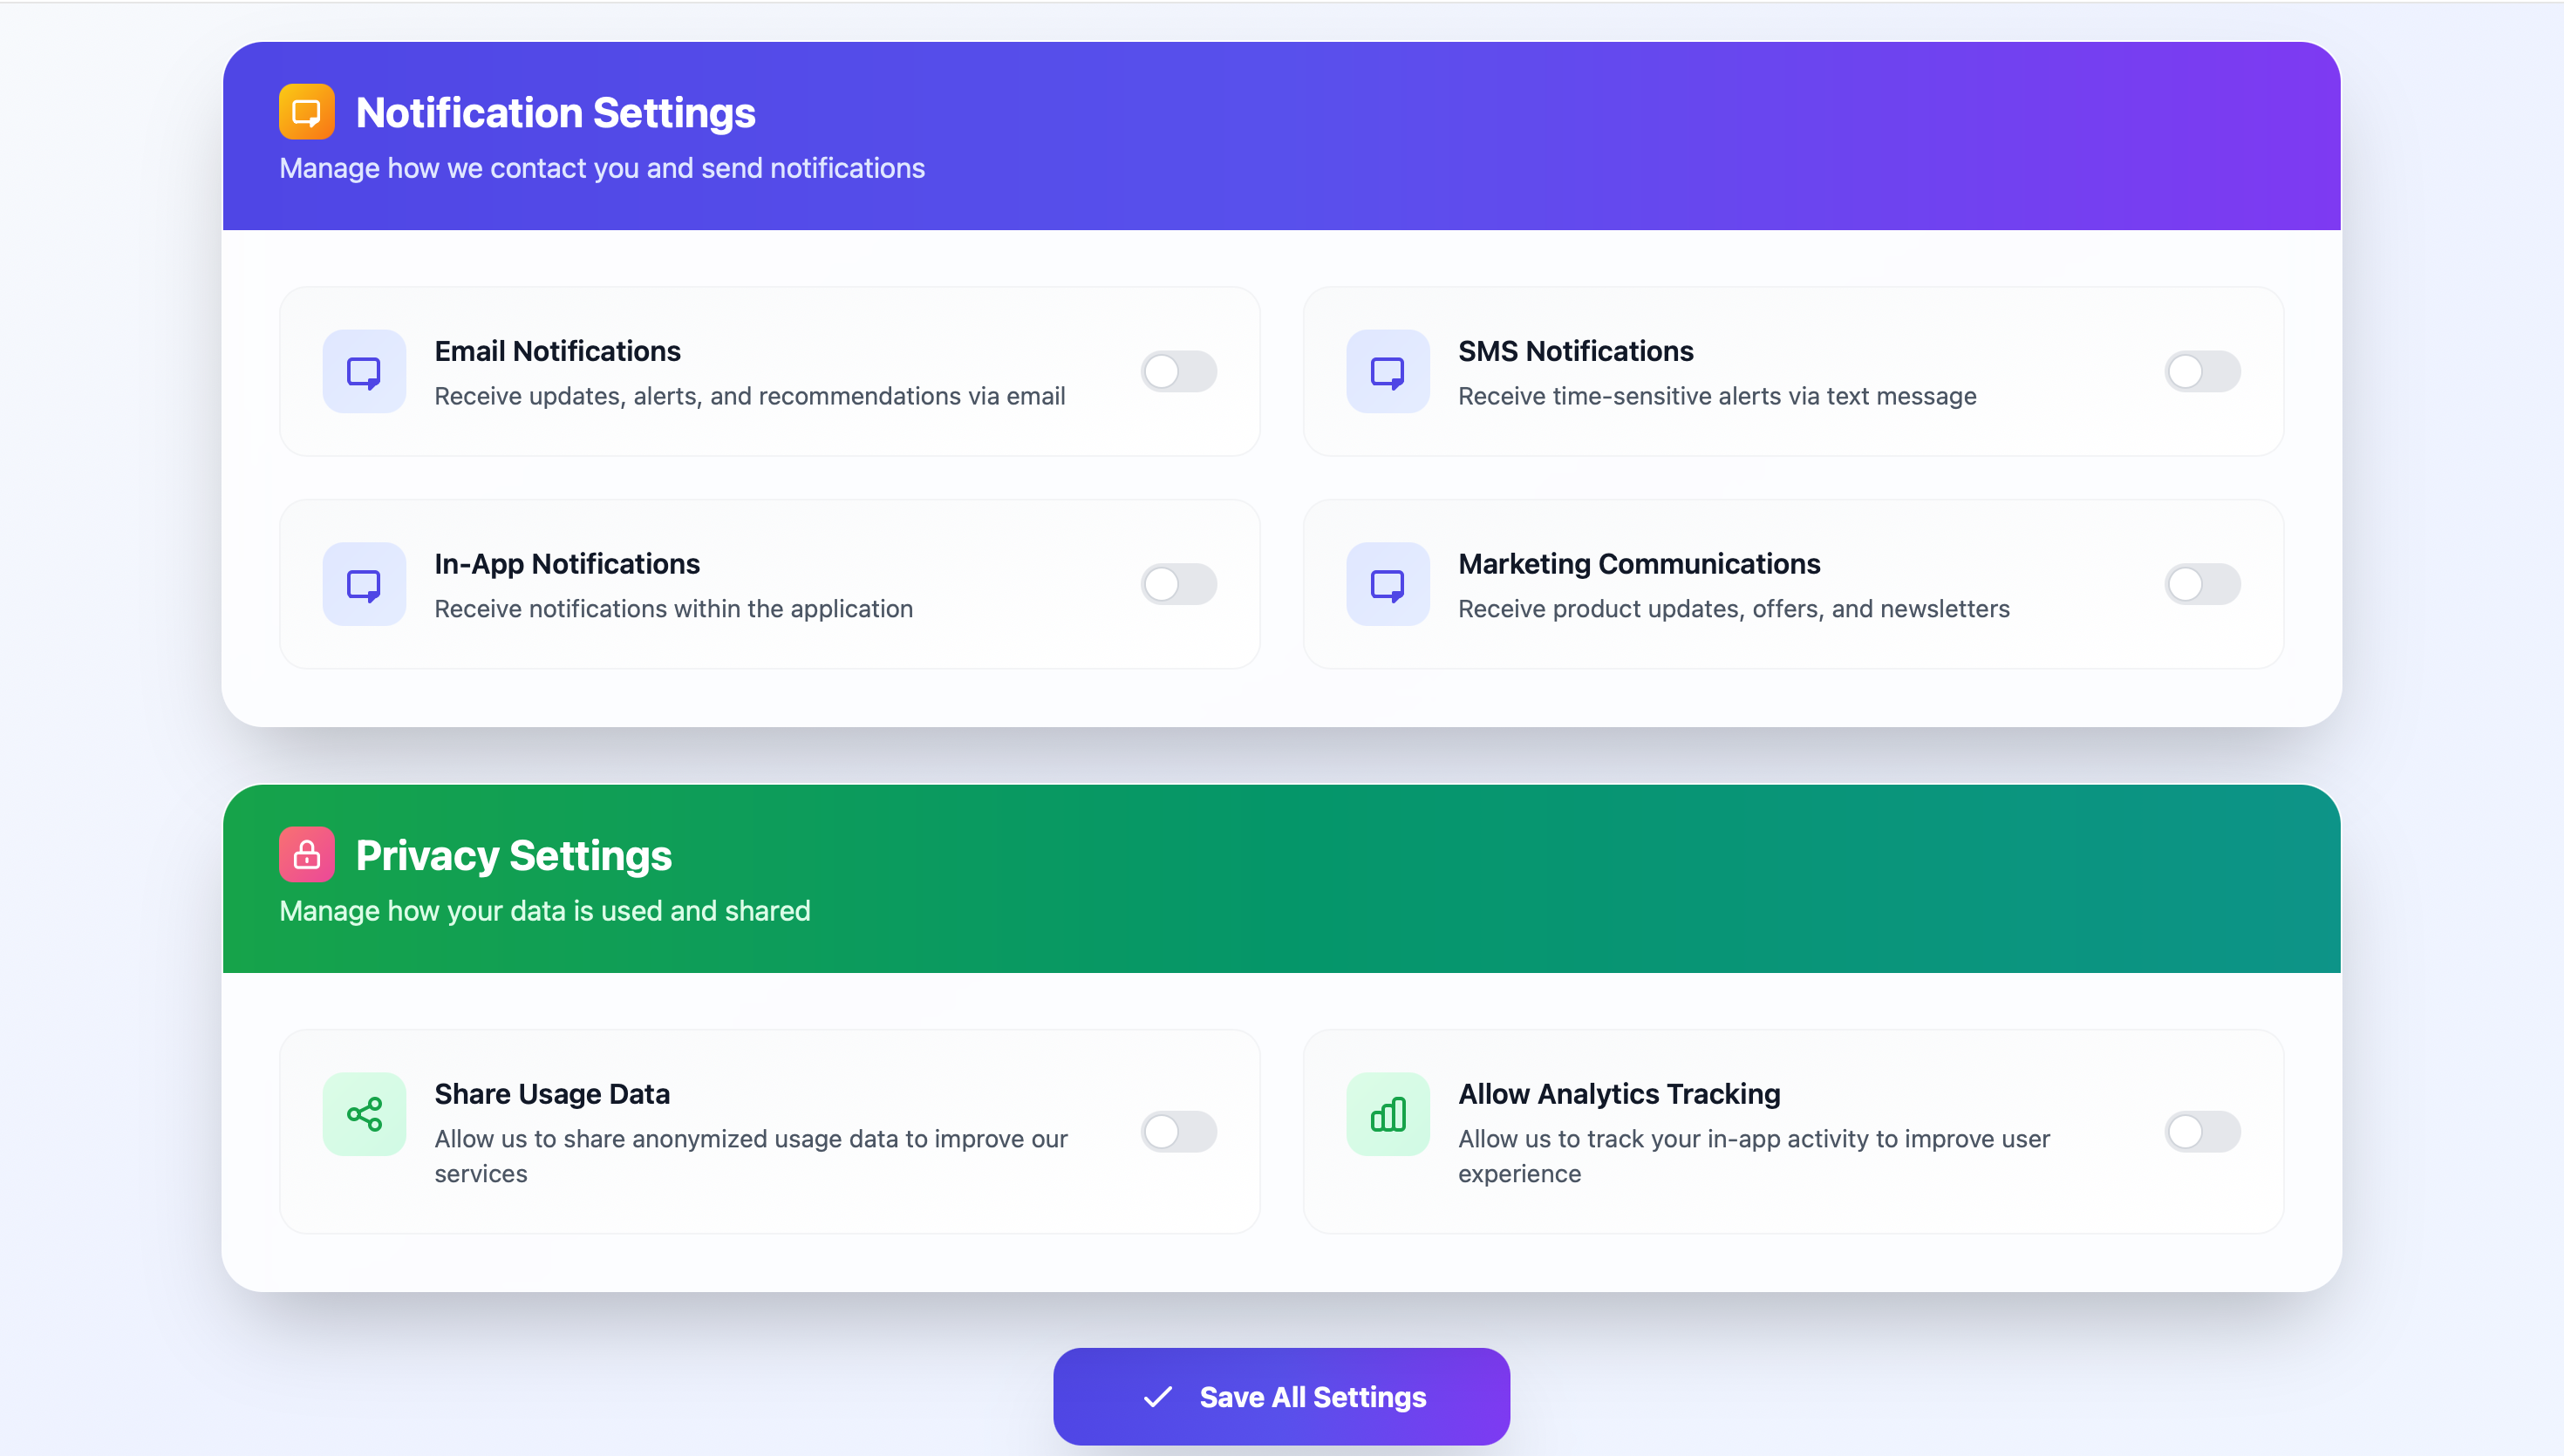 Notification Settings
Manage how we contact you and send notifications
Email Notifications
Receive updates, alerts, and recommendations via email
SMS Notifications
Receive time-sensitive alerts via text message
In-App Notifications
Receive notifications within the application
Marketing Communications
Receive product updates, offers, and newsletters
Privacy Settings
Manage how your data is used and shared
Share Usage Data
Allow us to share anonymized usage data to improve our
services
Allow Analytics Tracking
Allow us to track your in-app activity to improve user
experience
Save All Settings